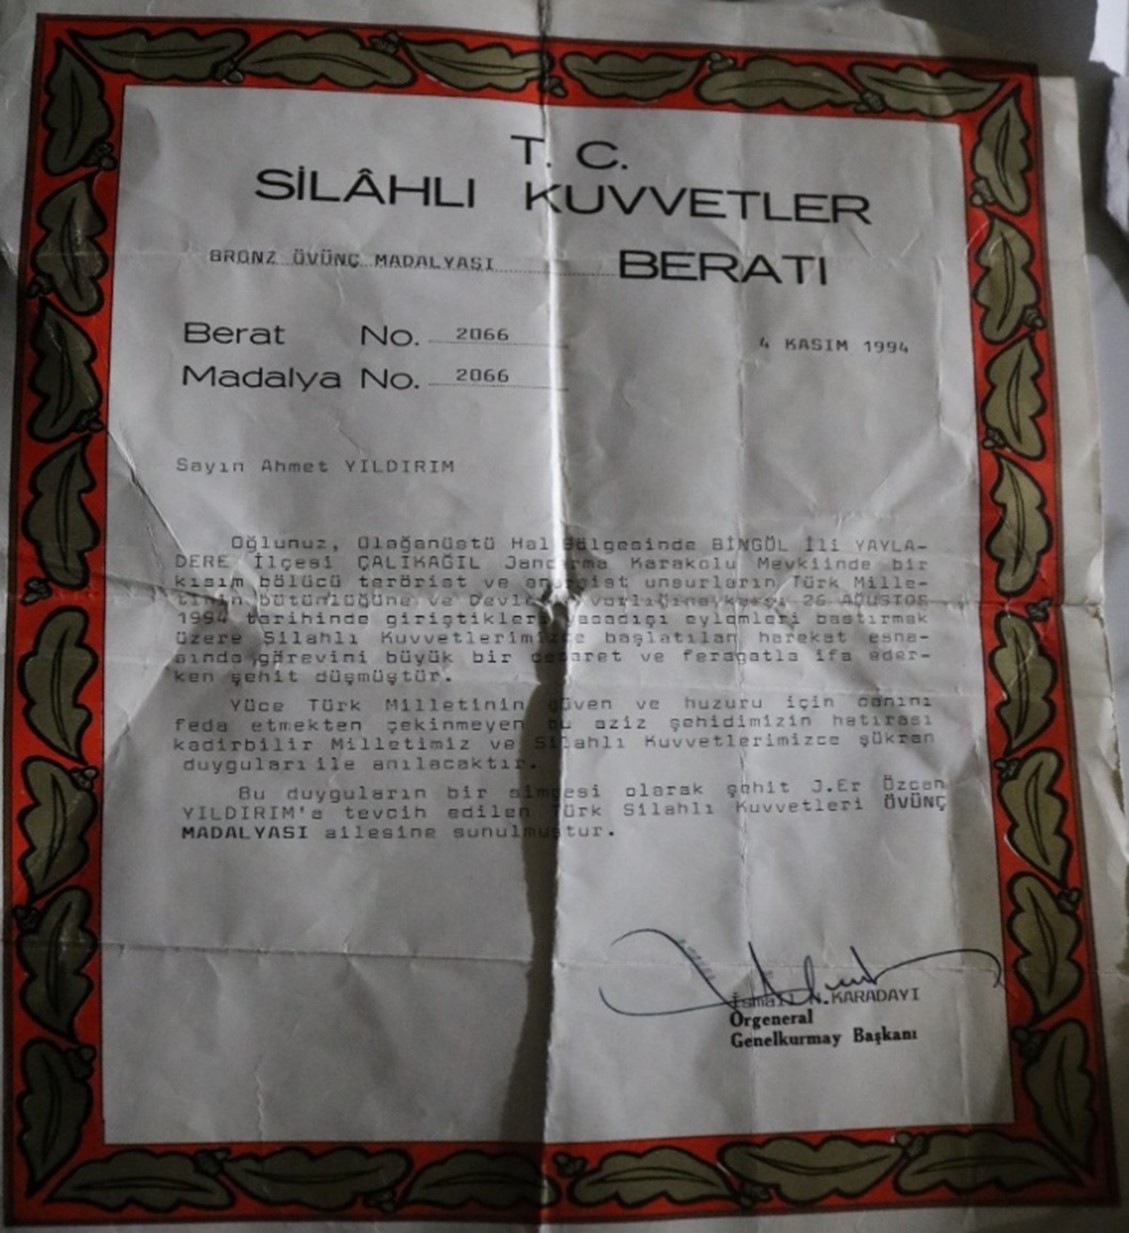 T. C.
SİLÂHLI KUVVETLER
BRONZ ÖVÜNÇ MADALYASI BERATI
Berat No. 2066
4 KASIM 1994
Madalya No. 2066
Sayın Ahmet YILDIRIM
Oğlunuz, Olağanüstü Hal Bölgesinde BİNGÖL İli YAYLA-
DERE İlçesi ÇALIKAĞIL Jandarma Karakolu Mevkiinde bir
kısım bölücü terörist ve anarşist unsurların Türk Mille-
tinin bütünlüğüne ve Devlet varlığına karşı 26 AĞUSTOS
1994 tarihinde giriştikleri yasadışı eylemleri bastırmak
üzere Silahlı Kuvvetlerimizce başlatılan harekat esna-
sında görevini büyük bir cesaret ve feragatla ifa eder-
ken şehit düşmüştür.
Yüce Türk Milletinin güven ve huzuru için canını
feda etmekten çekinmeyen bu aziz şehidimizin hatırası
kadirbilir Milletimiz ve Silahlı Kuvvetlerimizce şükran
duyguları ile anılacaktır.
Bu duyguların bir simgesi olarak şehit J.Er Özcan
YILDIRIM'a tevcih edilen Türk Silahlı Kuvvetleri ÖVÜNÇ
MADALYASI ailesine sunulmuştur.
KARADAYI
Orgeneral
Genelkurmay Başkanı